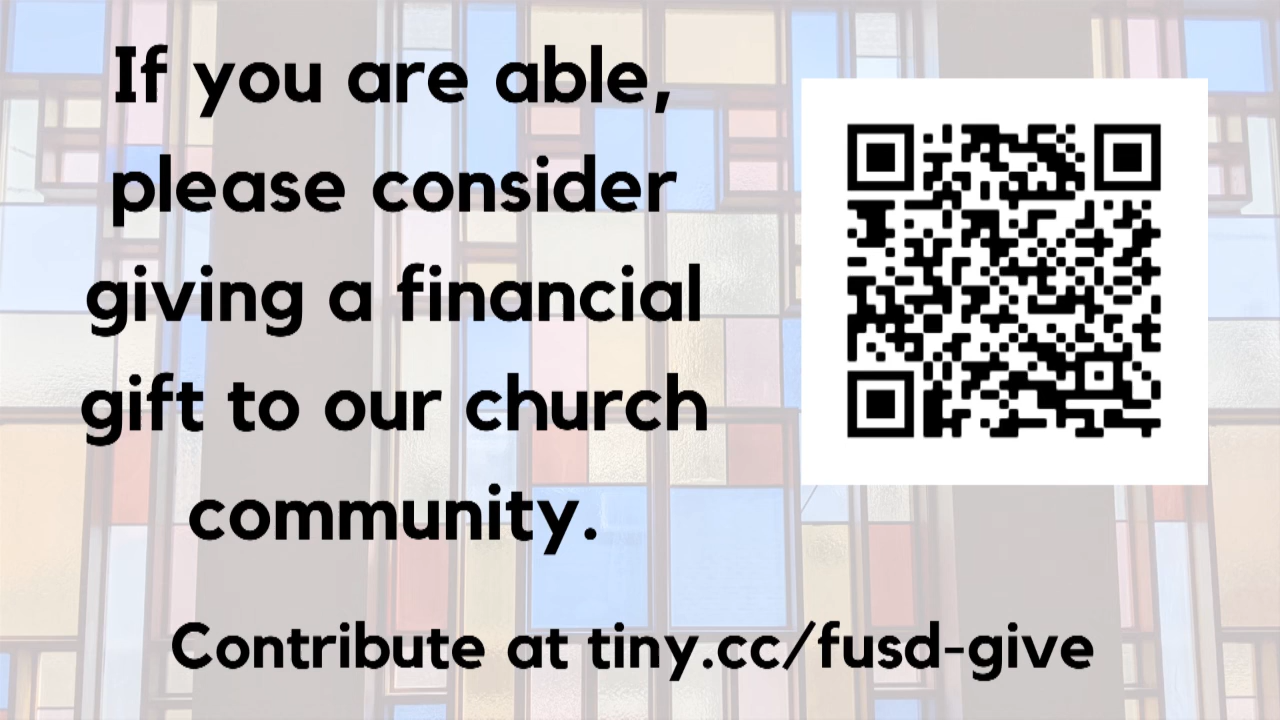 If you are able,
please consider
giving a financial
gift to our church
community.
Contribute at tiny.cc/fusd-give